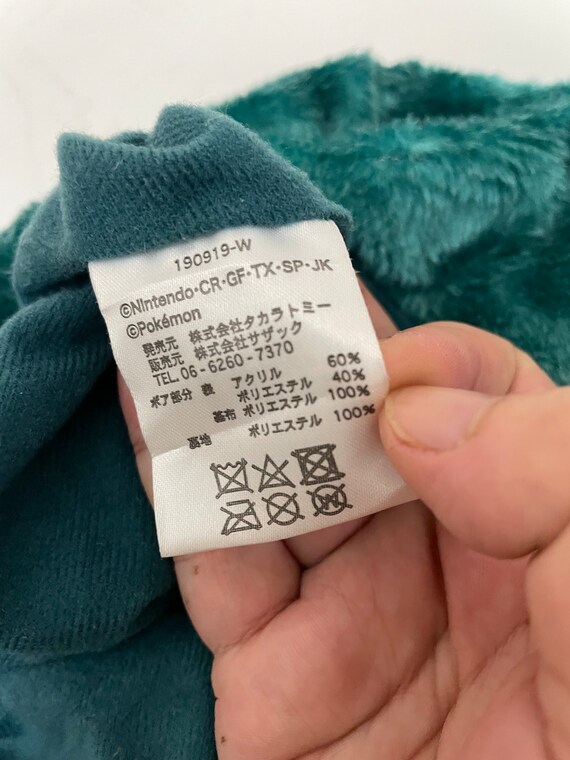 190919-W
©Nintendo・CR・GF・TX・SP・JK
©Pokémon
発売元 株式会社タカラトミー
販売元 株式会社サザック
TEL.06-6260-7370
ボア部分 表 アクリル 60%
ポリエステル 40%
基布 ポリエステル 100%
裏地 ポリエステル 100%
W